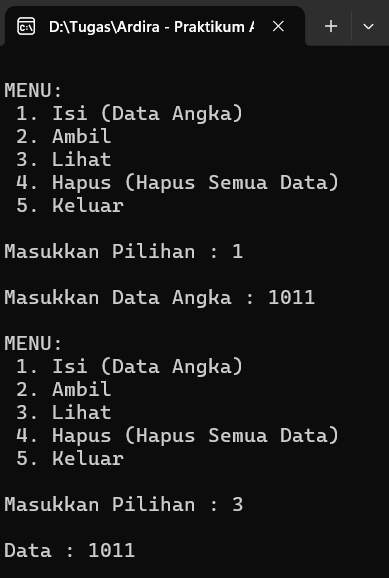 D:\Tugas\Ardira - Praktikum A
MENU:
1. Isi (Data Angka)
2. Ambil
3. Lihat
4. Hapus (Hapus Semua Data)
5. Keluar
Masukkan Pilihan : 1
Masukkan Data Angka : 1011
MENU:
1. Isi (Data Angka)
2. Ambil
3. Lihat
4. Hapus (Hapus Semua Data)
5. Keluar
Masukkan Pilihan : 3
Data : 1011